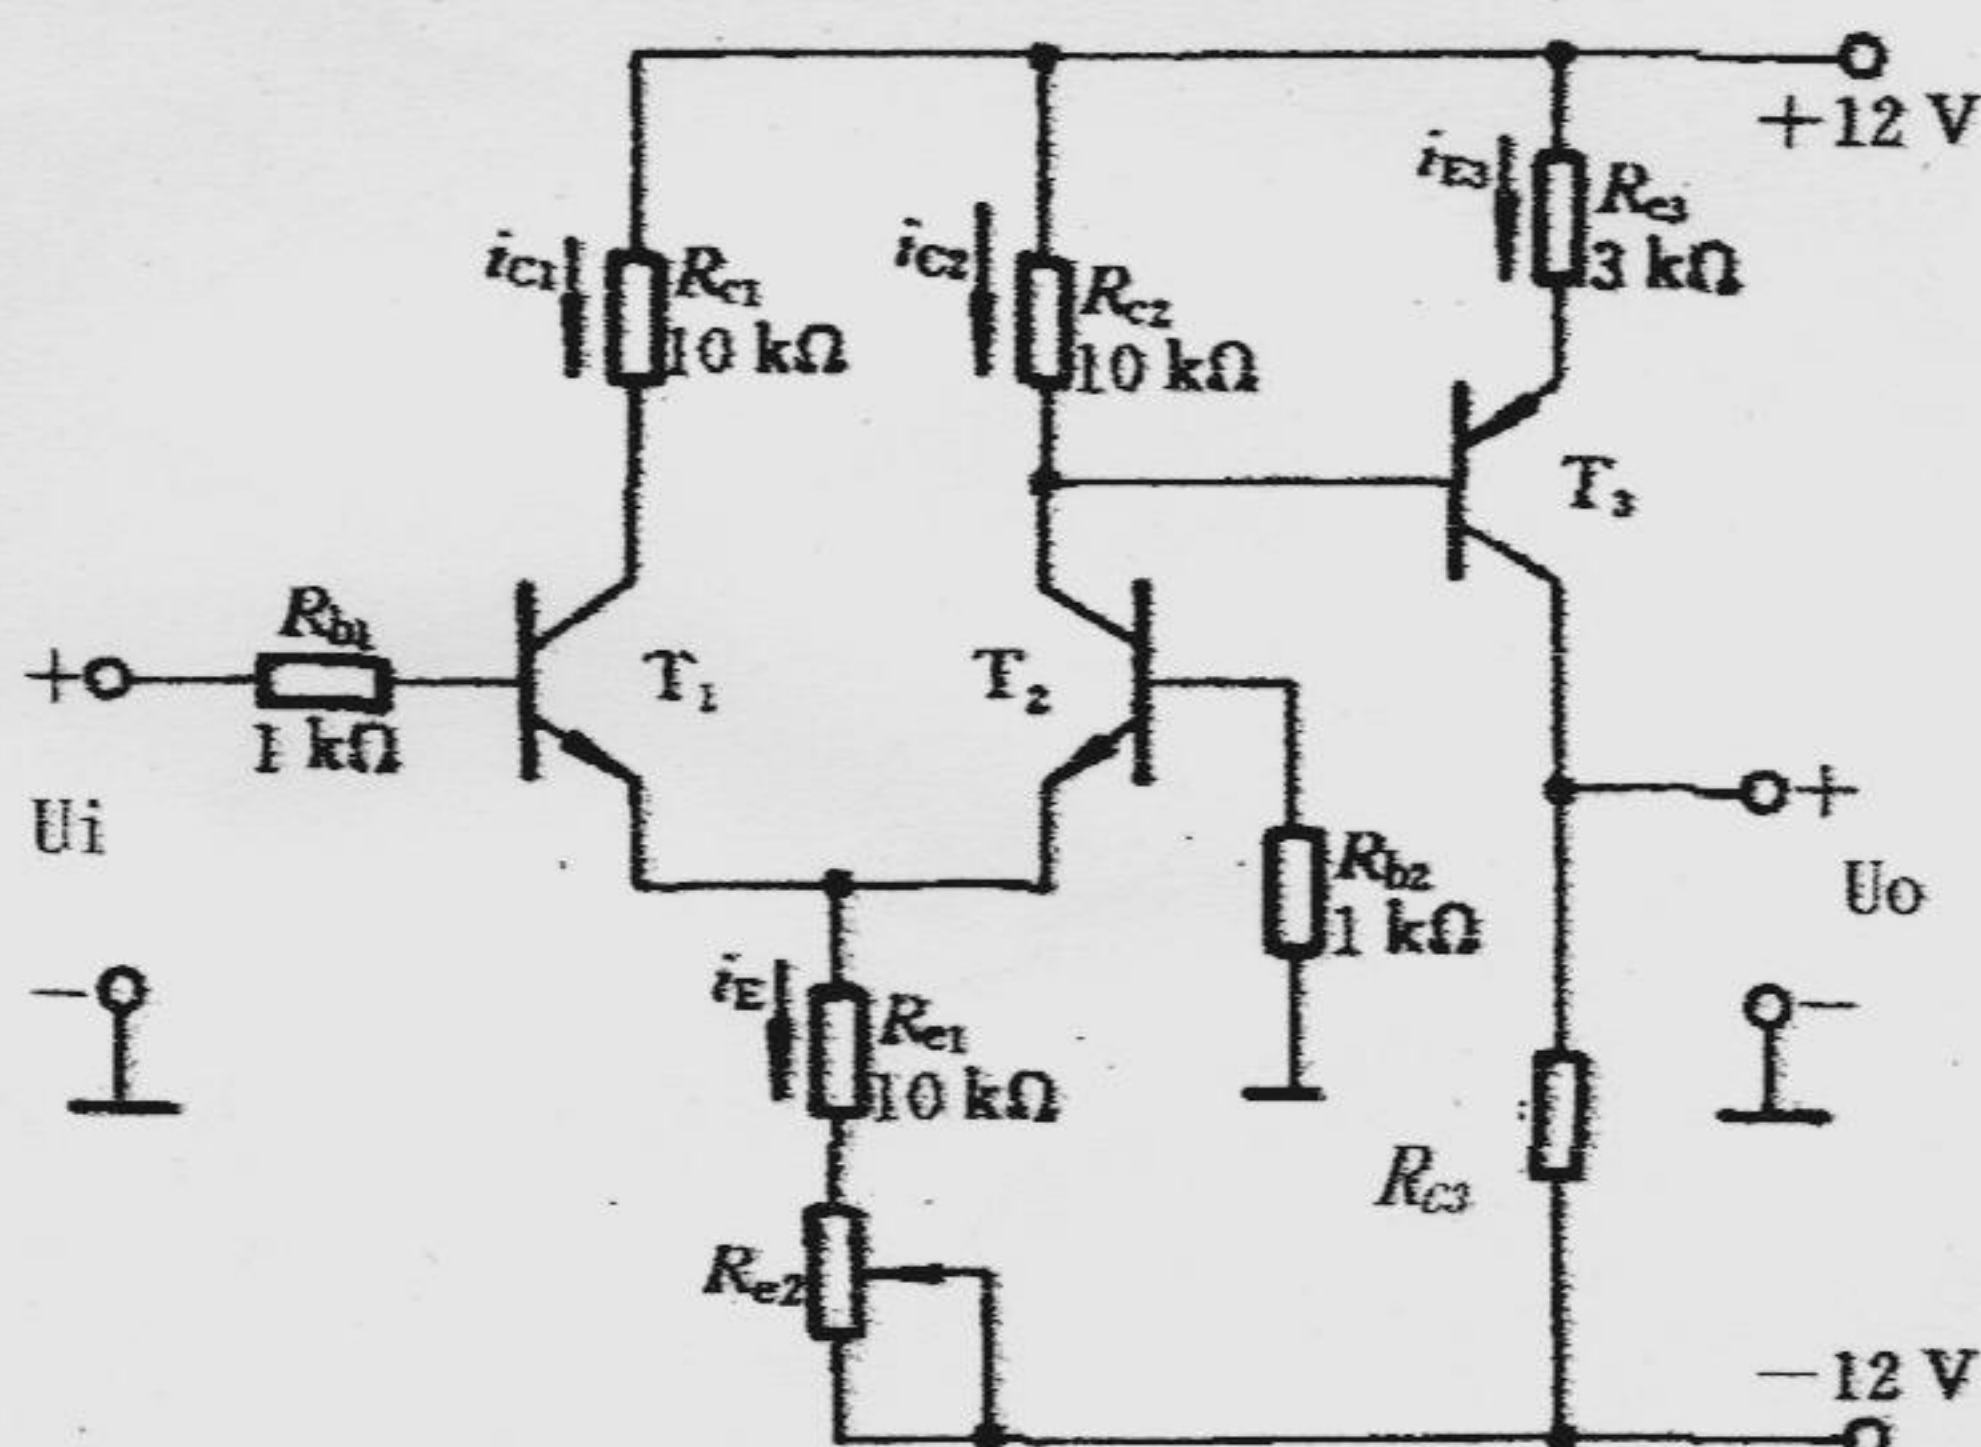 +12 V
iE3
Re3
3 kΩ
iC1
Rc1
10 kΩ
iC2
Rc2
10 kΩ
T3
Rb1
1 kΩ
+
T1
T2
Ui
+
Uo
Rb2
1 kΩ
−
−
iE
Re1
10 kΩ
RC3
Re2
−12 V